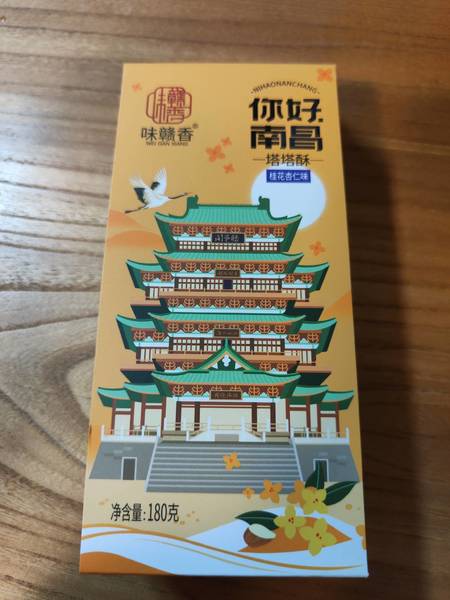 味赣香
味赣香®
WEI GAN XIANG
NIHAONANCHANG
你好
南昌
塔塔酥
桂花杏仁味
净含量:180克